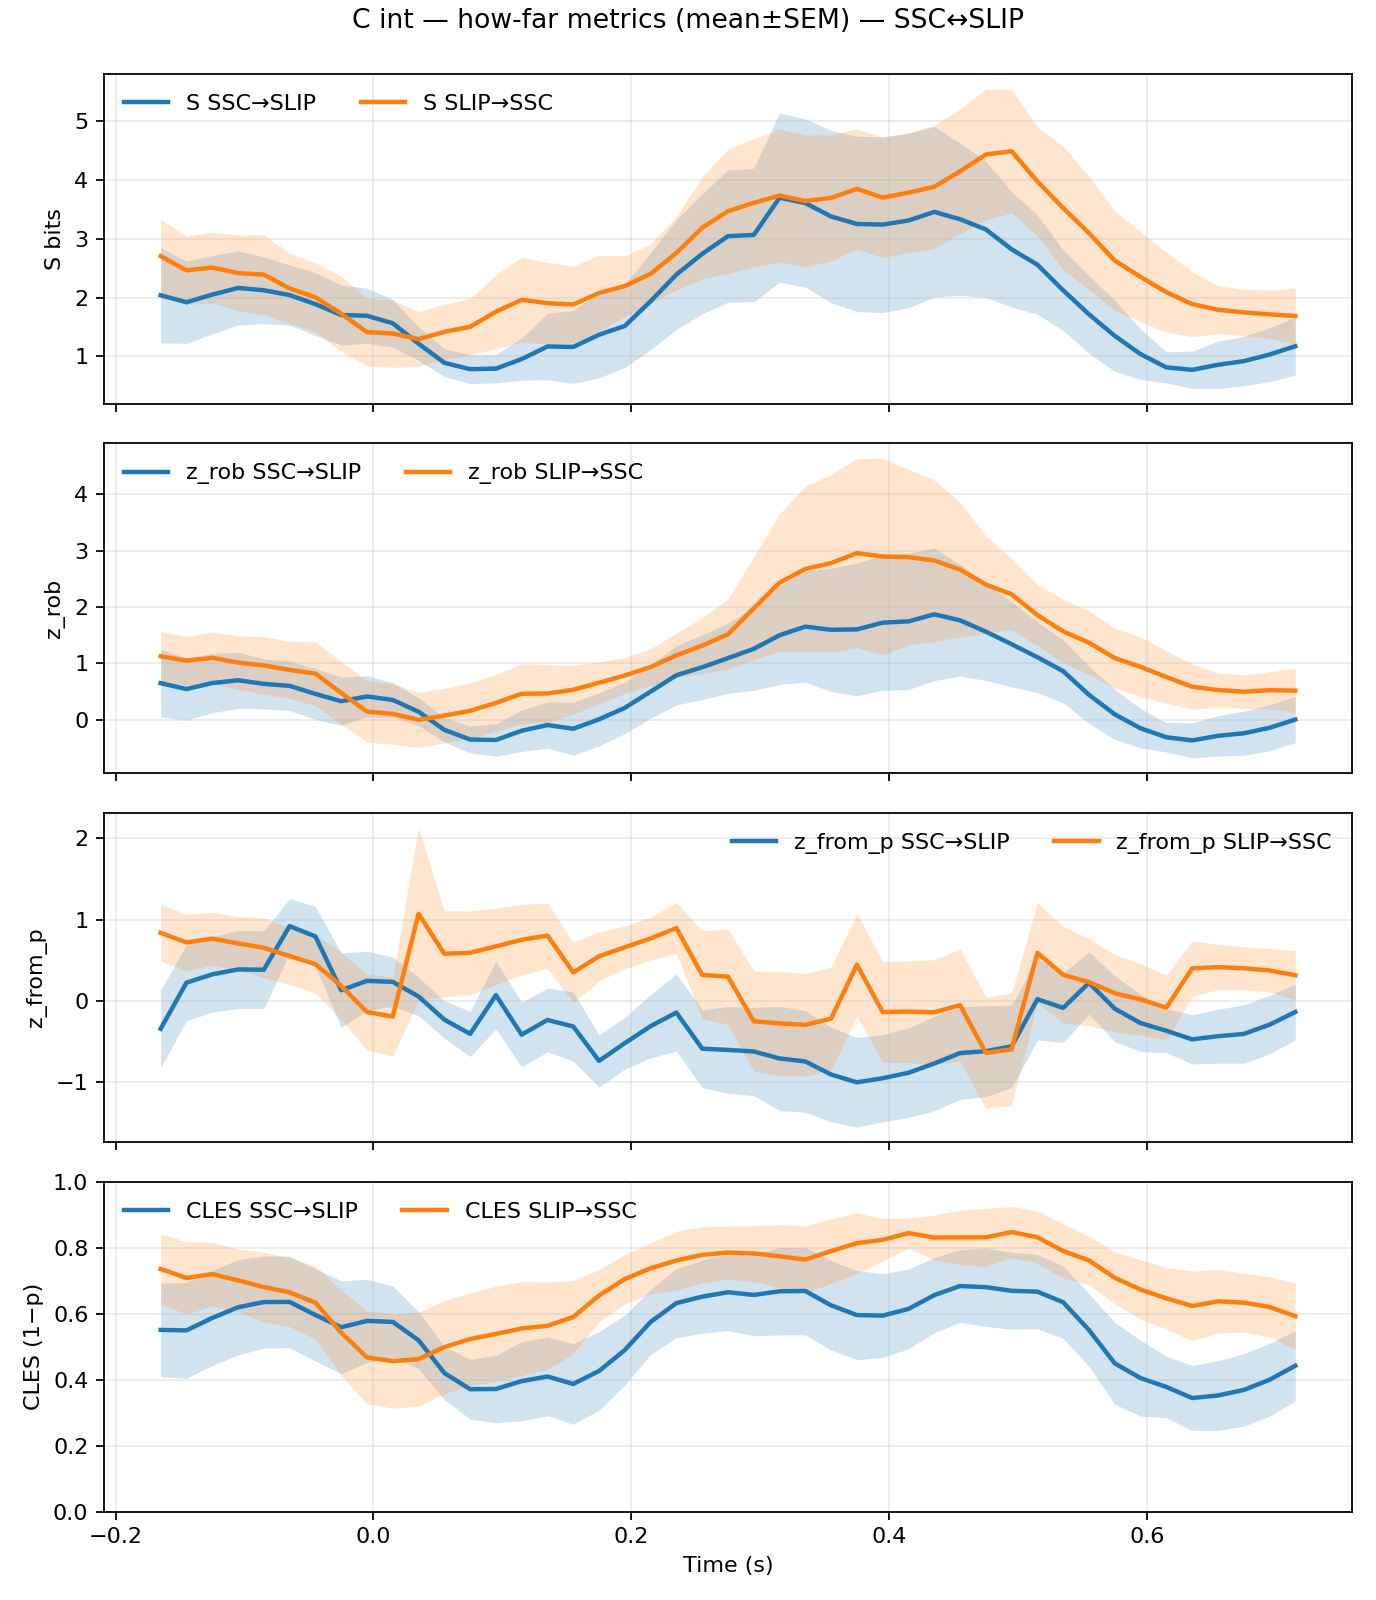 C int — how-far metrics (mean±SEM) — SSC↔SLIP
S SSC→SLIP
S SLIP→SSC
5
4
3
2
1
S bits
z_rob SSC→SLIP
z_rob SLIP→SSC
4
3
2
1
0
z_rob
z_from_p SSC→SLIP
z_from_p SLIP→SSC
2
1
0
−1
z_from_p
CLES SSC→SLIP
CLES SLIP→SSC
1.0
0.8
0.6
0.4
0.2
0.0
CLES (1−p)
−0.2
0.0
0.2
0.4
0.6
Time (s)